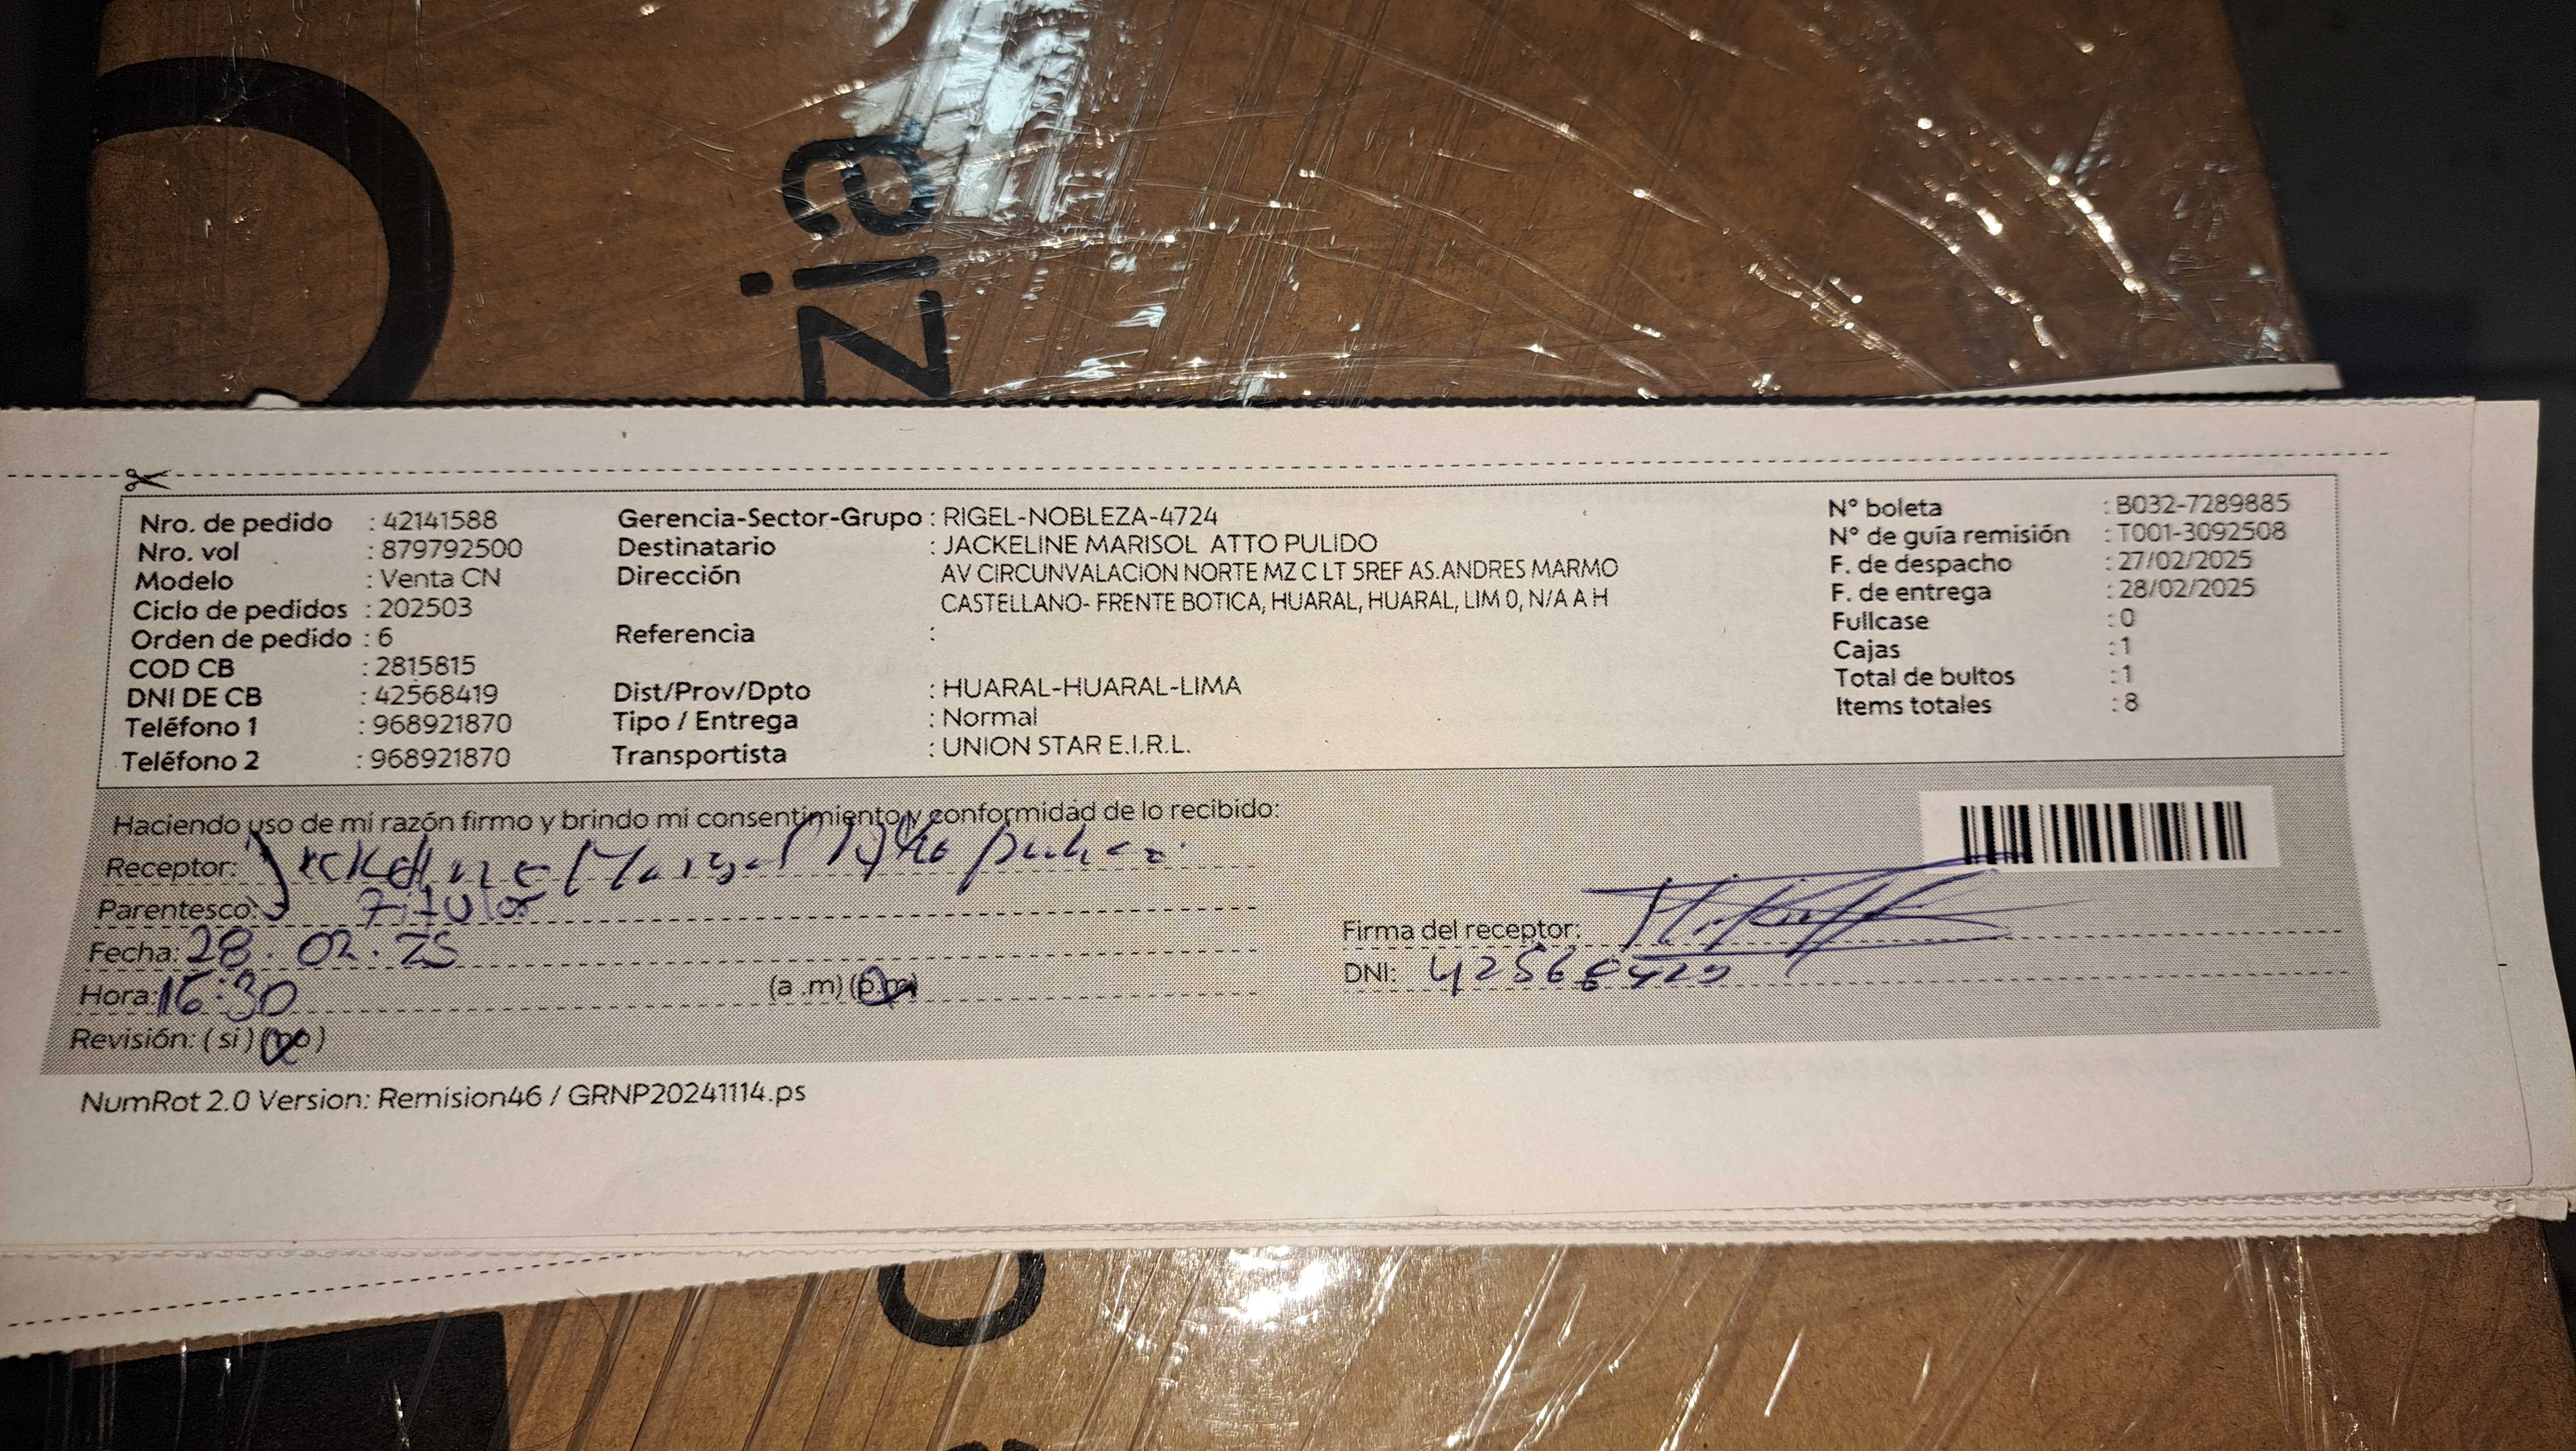 zia
Nro. de pedido : 42141588
Nro. vol : 879792500
Modelo : Venta CN
Ciclo de pedidos : 202503
Orden de pedido : 6
COD CB : 2815815
DNI DE CB : 42568419
Teléfono 1 : 968921870
Teléfono 2 : 968921870
Gerencia-Sector-Grupo : RIGEL-NOBLEZA-4724
Destinatario : JACKELINE MARISOL ATTO PULIDO
Dirección AV CIRCUNVALACION NORTE MZ C LT 5REF AS.ANDRES MARMO
CASTELLANO- FRENTE BOTICA, HUARAL, HUARAL, LIM 0, N/A A H
Referencia :
Dist/Prov/Dpto : HUARAL-HUARAL-LIMA
Tipo / Entrega : Normal
Transportista : UNION STAR E.I.R.L.
N° boleta : B032-7289885
N° de guía remisión : T001-3092508
F. de despacho : 27/02/2025
F. de entrega : 28/02/2025
Fullcase : 0
Cajas : 1
Total de bultos : 1
Items totales : 8
Haciendo uso de mi razón firmo y brindo mi consentimiento y conformidad de lo recibido:
Receptor: Jackeline Marisol Atto
Parentesco: Titular
Fecha: 28.02.25
Hora: 16:30 (a .m) (p.m)
Revisión: ( si ) (no )
Firma del receptor:
DNI:
NumRot 2.0 Version: Remision46 / GRNP20241114.ps